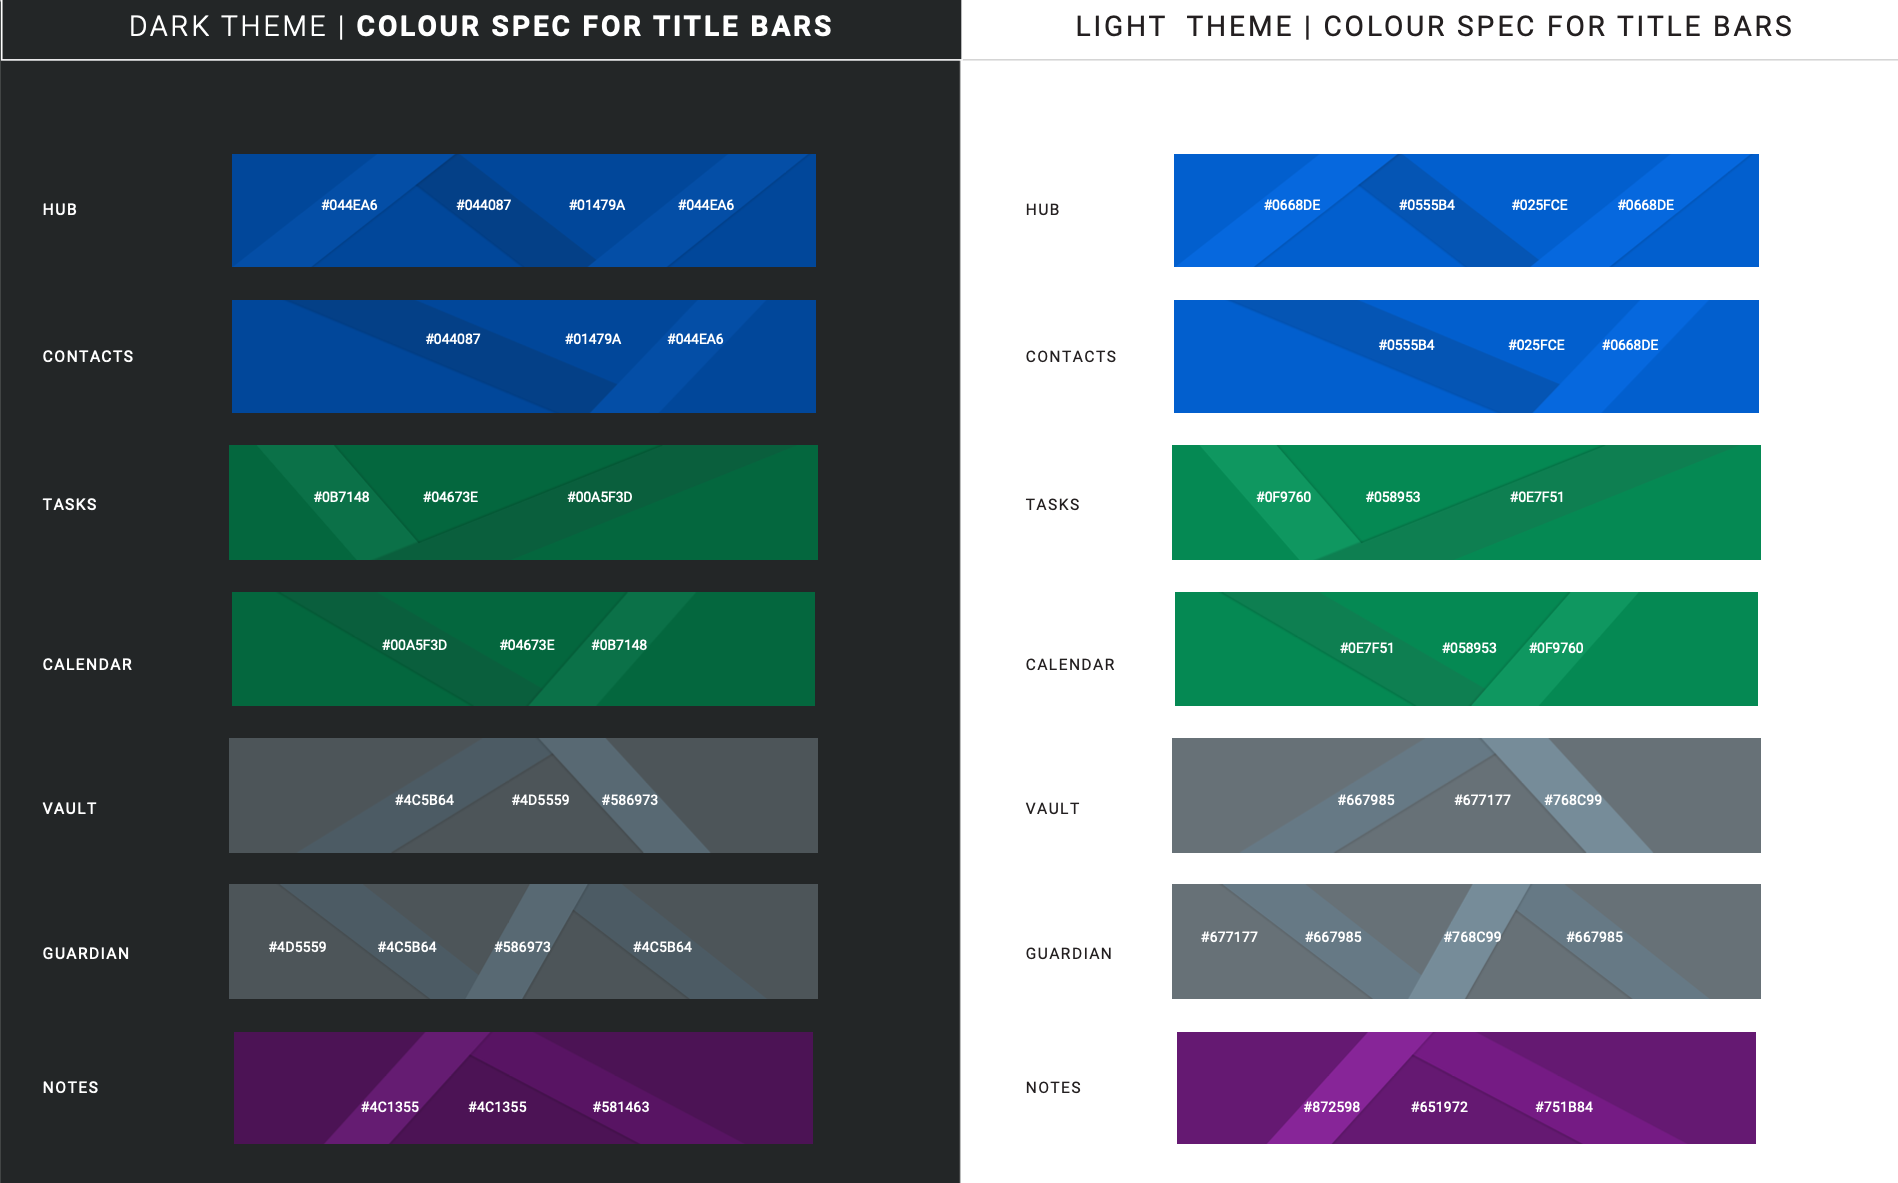 DARK THEME | COLOUR SPEC FOR TITLE BARS
HUB
#044EA6 #044087 #01479A #044EA6
CONTACTS
#044087 #01479A #044EA6
TASKS
#0B7148 #04673E #00A5F3D
CALENDAR
#00A5F3D #04673E #0B7148
VAULT
#4C5B64 #4D5559 #586973
GUARDIAN
#4D5559 #4C5B64 #586973 #4C5B64
NOTES
#4C1355 #4C1355 #581463
LIGHT THEME | COLOUR SPEC FOR TITLE BARS
HUB
#0668DE #0555B4 #025FCE #0668DE
CONTACTS
#0555B4 #025FCE #0668DE
TASKS
#0F9760 #058953 #0E7F51
CALENDAR
#0E7F51 #058953 #0F9760
VAULT
#667985 #677177 #768C99
GUARDIAN
#677177 #667985 #768C99 #667985
NOTES
#872598 #651972 #751B84